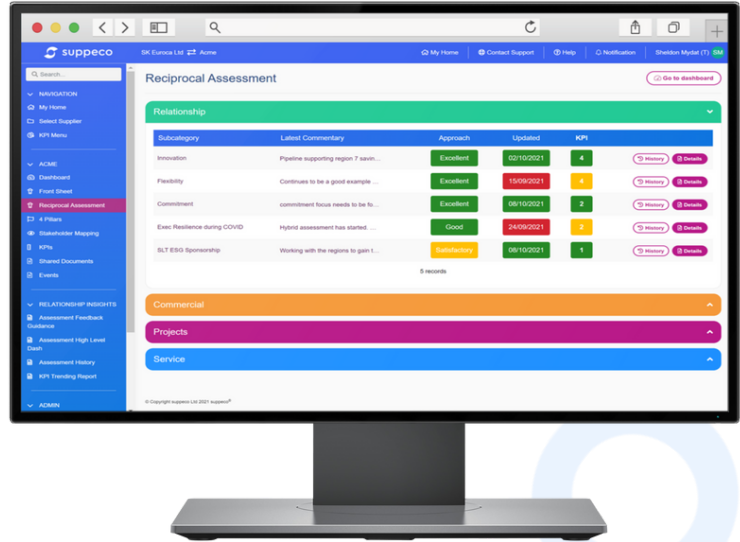 suppeco
SK Euroca Ltd ⇄ Acme
My Home
Contact Support
Help
Notification
Sheldon Mydat (T)
SM
Search...
NAVIGATION
My Home
Select Supplier
KPI Menu
ACME
Dashboard
Front Sheet
Reciprocal Assessment
4 Pillars
Stakeholder Mapping
KPIs
Shared Documents
Events
RELATIONSHIP INSIGHTS
Assessment Feedback
Guidance
Assessment High Level
Dash
Assessment History
KPI Trending Report
ADMIN
Reciprocal Assessment
Go to dashboard
Relationship
Subcategory Latest Commentary Approach Updated KPI
Innovation Pipeline supporting region 7 savin... Excellent 02/10/2021 4 History Details
Flexibility Continues to be a good example ... Excellent 15/09/2021 4 History Details
Commitment commitment focus needs to be fo... Excellent 08/10/2021 2 History Details
Exec Resilience during COVID Hybrid assessment has started. ... Good 24/09/2021 2 History Details
SLT ESG Sponsorship Working with the regions to gain t... Satisfactory 08/10/2021 1 History Details
5 records
Commercial
Projects
Service
© Copyright suppeco Ltd 2021 suppeco®